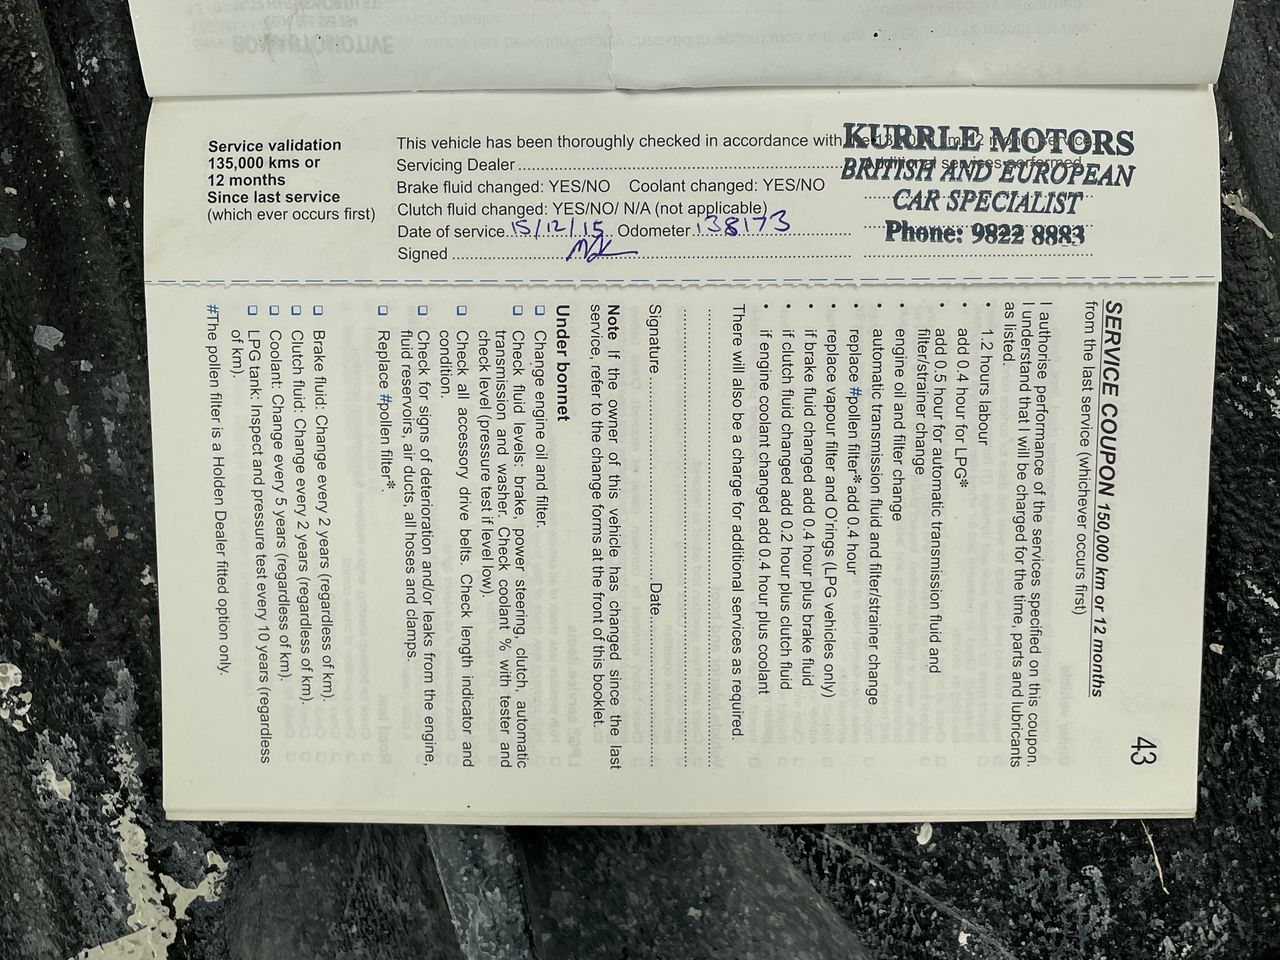 BON AUTOMOTIVE
Service validation
135,000 kms or
12 months
Since last service
(which ever occurs first)
This vehicle has been thoroughly checked in accordance with
Servicing Dealer
Brake fluid changed: YES/NO Coolant changed: YES/NO
Clutch fluid changed: YES/NO/ N/A (not applicable)
Date of service 15/12/15 Odometer 138173
Signed
Additional services performed
KURRLE MOTORS
BRITISH AND EUROPEAN
CAR SPECIALIST
Phone: 9822 8883
43
SERVICE COUPON 150,000 km or 12 months
from the last service (whichever occurs first)
I authorise performance of the services specified on this coupon.
I understand that I will be charged for the time, parts and lubricants
as listed.
• 1.2 hours labour
• add 0.4 hour for LPG*
• add 0.5 hour for automatic transmission fluid and
filter/strainer change
• engine oil and filter change
• automatic transmission fluid and filter/strainer change
• replace #pollen filter* add 0.4 hour
• replace vapour filter and O'rings (LPG vehicles only)
• if brake fluid changed add 0.4 hour plus brake fluid
• if clutch fluid changed add 0.2 hour plus clutch fluid
• if engine coolant changed add 0.4 hour plus coolant
There will also be a charge for additional services as required.
Signature Date
Note If the owner of this vehicle has changed since the last
service, refer to the change forms at the front of this booklet.
Under bonnet
❑ Change engine oil and filter.
❑ Check fluid levels: brake, power steering, clutch, automatic
transmission and washer. Check coolant % with tester and
check level (pressure test if level low).
❑ Check all accessory drive belts. Check length indicator and
condition.
❑ Check for signs of deterioration and/or leaks from the engine,
fluid reservoirs, air ducts, all hoses and clamps.
❑ Replace #pollen filter*.
❑ Brake fluid: Change every 2 years (regardless of km).
❑ Clutch fluid: Change every 2 years (regardless of km).
❑ Coolant: Change every 5 years (regardless of km).
❑ LPG tank: Inspect and pressure test every 10 years (regardless
of km).
#The pollen filter is a Holden Dealer fitted option only.